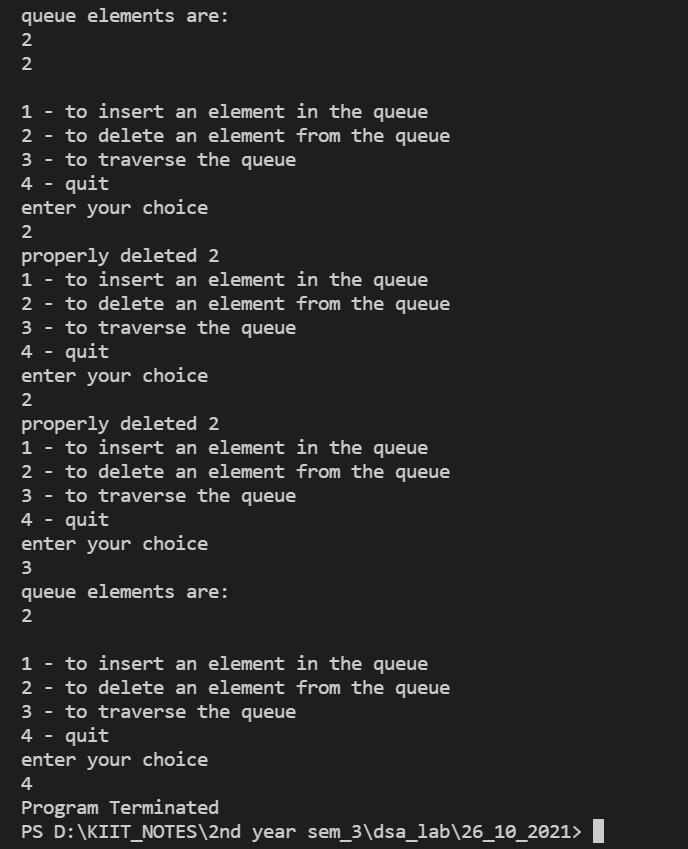 queue elements are:
2
2
1 - to insert an element in the queue
2 - to delete an element from the queue
3 - to traverse the queue
4 - quit
enter your choice
2
properly deleted 2
1 - to insert an element in the queue
2 - to delete an element from the queue
3 - to traverse the queue
4 - quit
enter your choice
2
properly deleted 2
1 - to insert an element in the queue
2 - to delete an element from the queue
3 - to traverse the queue
4 - quit
enter your choice
3
queue elements are:
2
1 - to insert an element in the queue
2 - to delete an element from the queue
3 - to traverse the queue
4 - quit
enter your choice
4
Program Terminated
PS D:\KIIT_NOTES\2nd year sem_3\dsa_lab\26_10_2021>